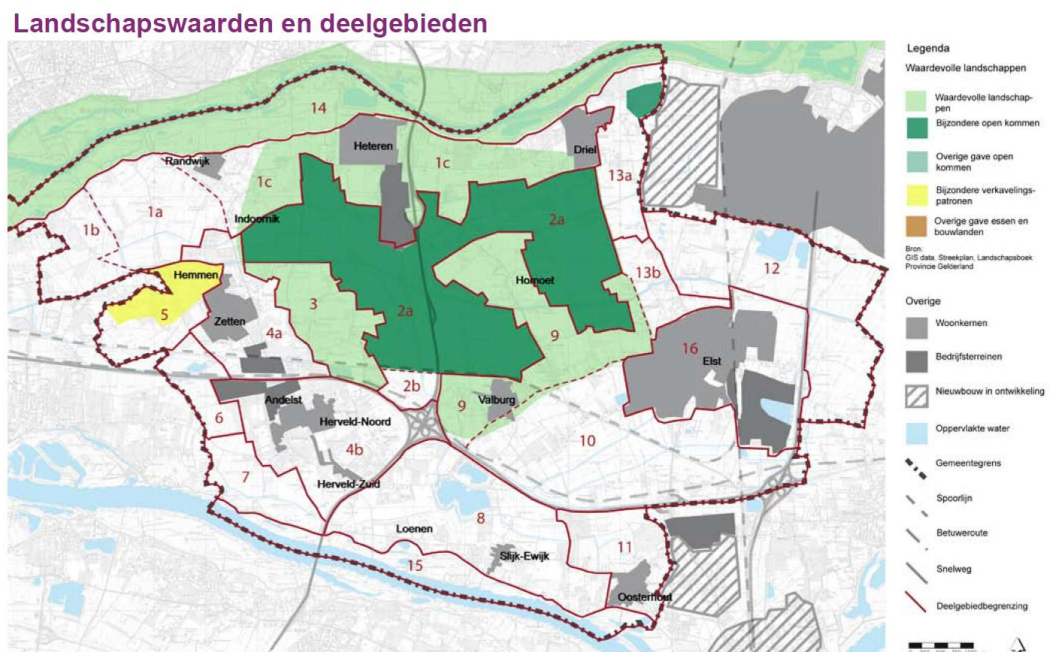 Landschapswaarden en deelgebieden
14
Heteren
Randwijk
1c
1c
Driel
13a
1a
1b
Indoornik
2a
12
Hemmen
Homoet
13b
3
2a
5
Zetten
4a
9
16
Elst
2b
9
Valburg
Andelst
6
Herveld-Noord
10
4b
7
Herveld-Zuid
8
Loenen
11
Slijk-Ewijk
15
Oosterhout
Legenda
Waardevolle landschappen
Waardevolle landschap-
pen
Bijzondere open kommen
Overige gave open
kommen
Bijzondere verkavelings-
patronen
Overige gave essen en
bouwlanden
Bron:
GIS data, Streekplan, Landschapsboek
Provincie Gelderland
Overige
Woonkernen
Bedrijfsterreinen
Nieuwbouw in ontwikkeling
Oppervlakte water
Gemeentegrens
Spoorlijn
Betuweroute
Snelweg
Deelgebiedbegrenzing